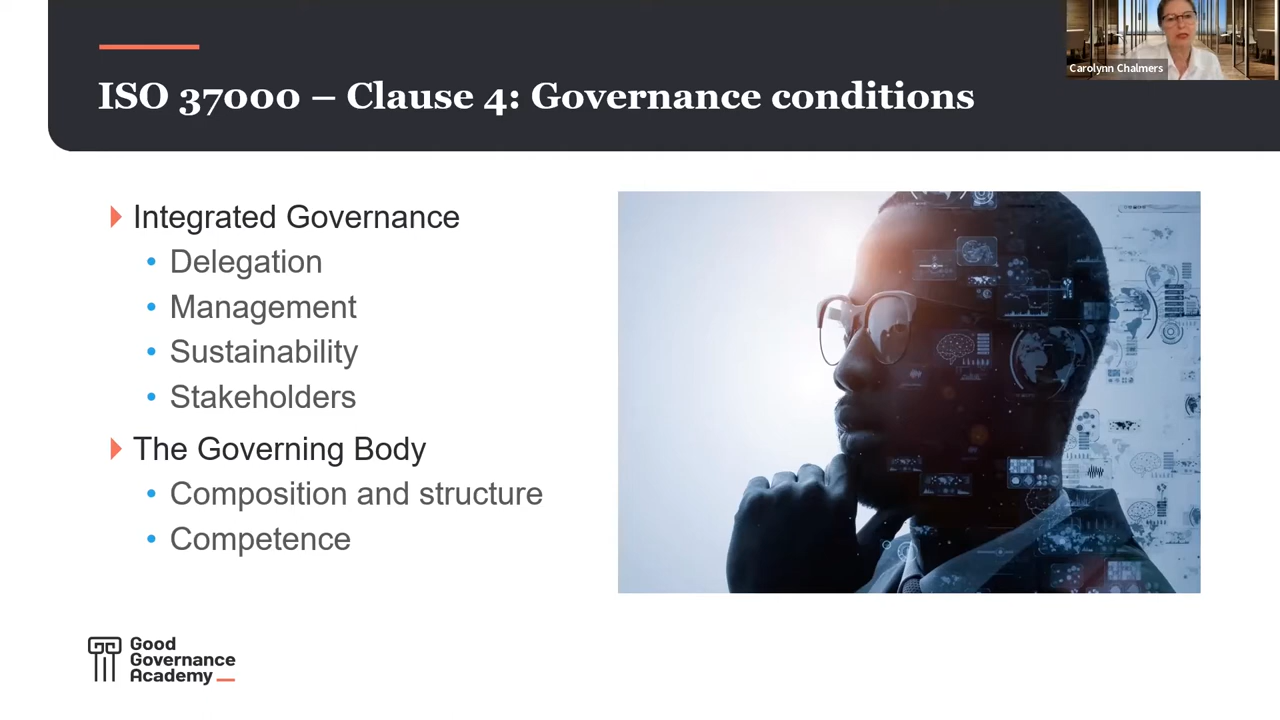 Carolynn Chalmers
ISO 37000 – Clause 4: Governance conditions
Integrated Governance
Delegation
Management
Sustainability
Stakeholders
The Governing Body
Composition and structure
Competence
Good
Governance
Academy